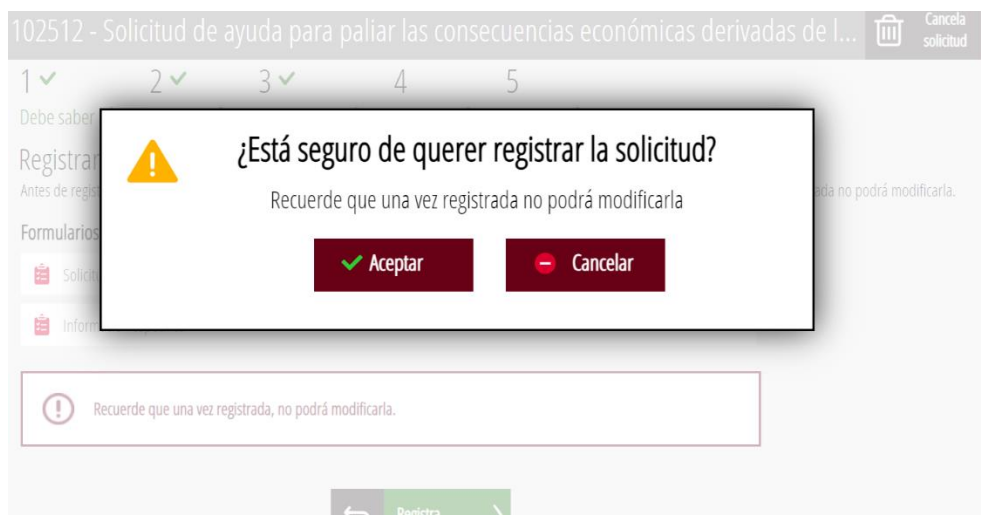 102512 - Solicitud de ayuda para paliar las consecuencias económicas derivadas de l...
Cancela
solicitud
1 2 3 4 5
Debe saber
¿Está seguro de querer registrar la solicitud?
Recuerde que una vez registrada no podrá modificarla
Aceptar
Cancelar
Registrar
Antes de regist
ada no podrá modificarla.
Formularios
Solicit
Inform
Recuerde que una vez registrada, no podrá modificarla.
Registra